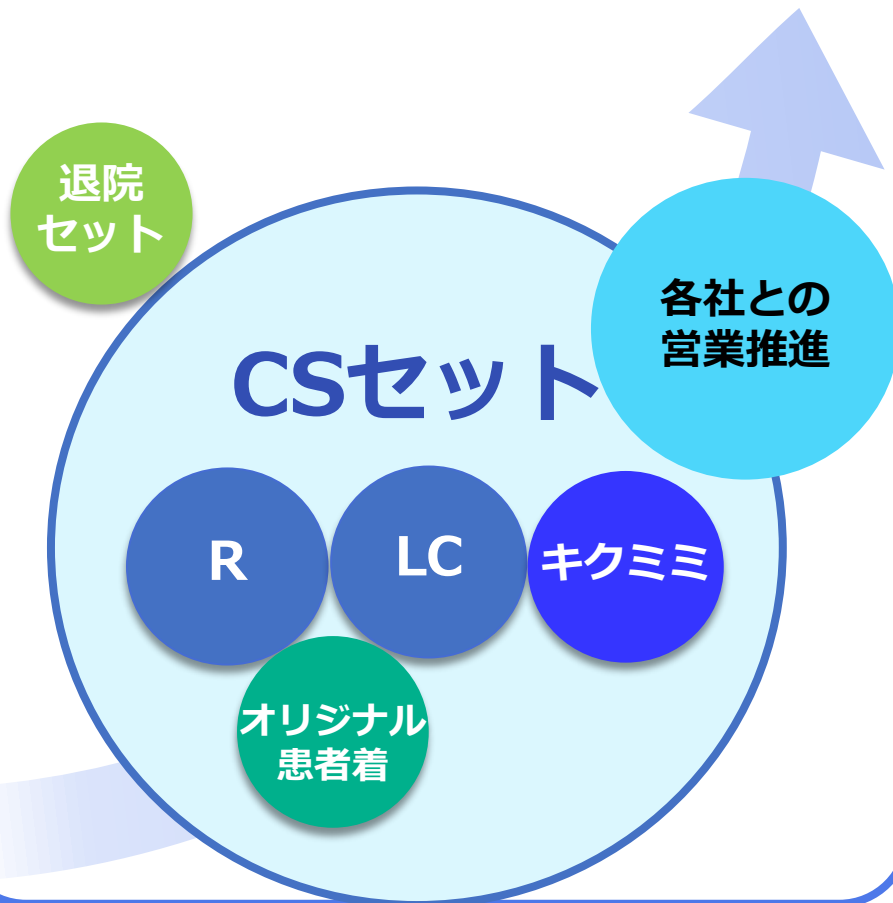 退院
セット
各社との
営業推進
CSセット
R
LC
キクミミ
オリジナル
患者着